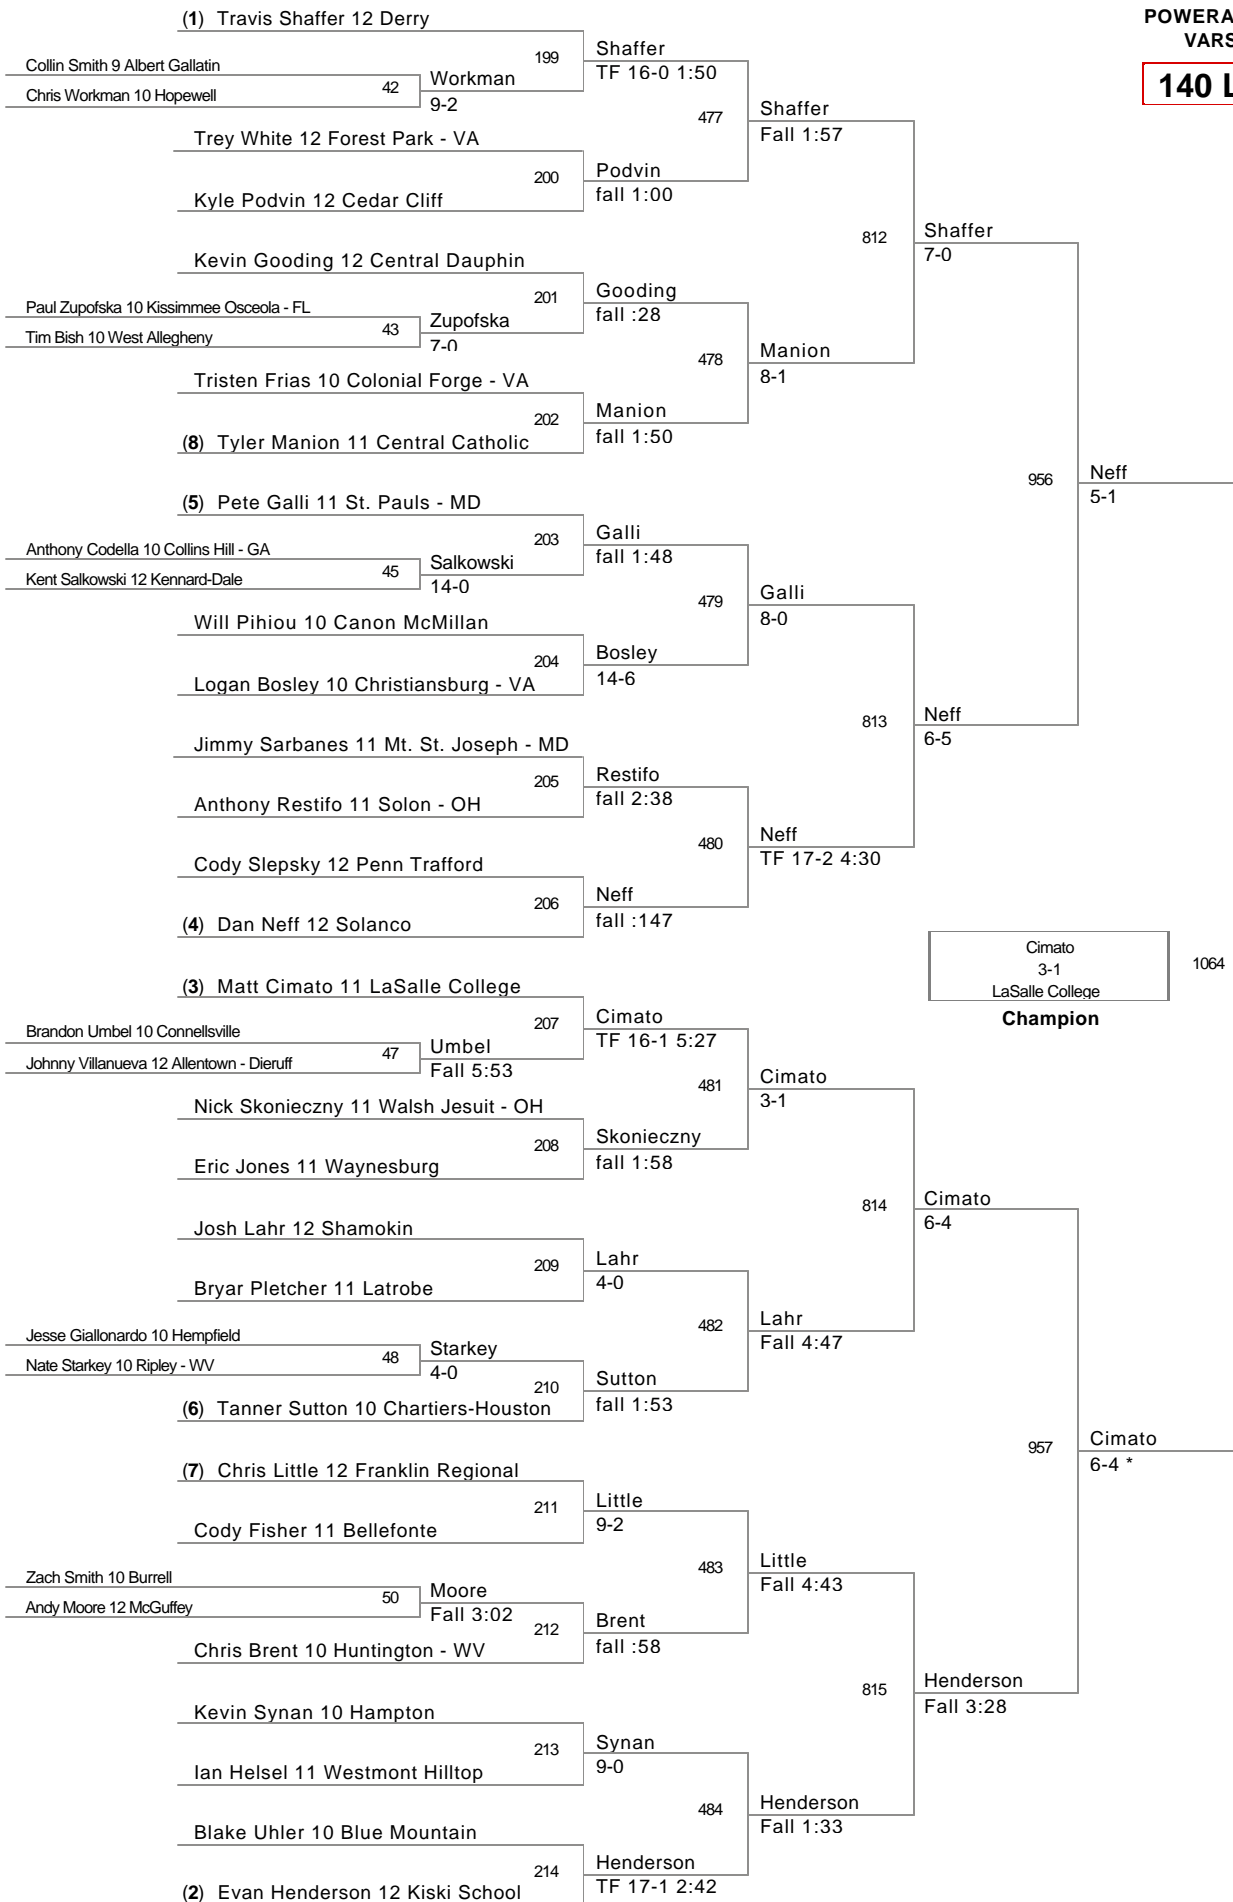 (1) Travis Shaffer 12 Derry
POWERA
VARS
140 L
199
Shaffer
TF 16-0 1:50
Collin Smith 9 Albert Gallatin
42
Workman
9-2
Chris Workman 10 Hopewell
477
Shaffer
Fall 1:57
Trey White 12 Forest Park - VA
200
Podvin
fall 1:00
Kyle Podvin 12 Cedar Cliff
812
Shaffer
7-0
Kevin Gooding 12 Central Dauphin
201
Gooding
fall :28
Paul Zupofska 10 Kissimmee Osceola - FL
43
Zupofska
7-0
Tim Bish 10 West Allegheny
478
Manion
8-1
Tristen Frias 10 Colonial Forge - VA
202
Manion
fall 1:50
(8) Tyler Manion 11 Central Catholic
956
Neff
5-1
(5) Pete Galli 11 St. Pauls - MD
203
Galli
fall 1:48
Anthony Codella 10 Collins Hill - GA
45
Salkowski
14-0
Kent Salkowski 12 Kennard-Dale
479
Galli
8-0
Will Pihiou 10 Canon McMillan
204
Bosley
14-6
Logan Bosley 10 Christiansburg - VA
813
Neff
6-5
Jimmy Sarbanes 11 Mt. St. Joseph - MD
205
Restifo
fall 2:38
Anthony Restifo 11 Solon - OH
480
Neff
TF 17-2 4:30
Cody Slepsky 12 Penn Trafford
206
Neff
fall :147
(4) Dan Neff 12 Solanco
Cimato
3-1
LaSalle College
1064
Champion
(3) Matt Cimato 11 LaSalle College
207
Cimato
TF 16-1 5:27
Brandon Umbel 10 Connellsville
47
Umbel
Fall 5:53
Johnny Villanueva 12 Allentown - Dieruff
481
Cimato
3-1
Nick Skonieczny 11 Walsh Jesuit - OH
208
Skonieczny
fall 1:58
Eric Jones 11 Waynesburg
814
Cimato
6-4
Josh Lahr 12 Shamokin
209
Lahr
4-0
Bryar Pletcher 11 Latrobe
482
Lahr
Fall 4:47
Jesse Giallonardo 10 Hempfield
48
Starkey
4-0
Nate Starkey 10 Ripley - WV
210
Sutton
fall 1:53
(6) Tanner Sutton 10 Chartiers-Houston
957
Cimato
6-4 *
(7) Chris Little 12 Franklin Regional
211
Little
9-2
Cody Fisher 11 Bellefonte
483
Little
Fall 4:43
Zach Smith 10 Burrell
50
Moore
Fall 3:02
Andy Moore 12 McGuffey
212
Brent
fall :58
Chris Brent 10 Huntington - WV
815
Henderson
Fall 3:28
Kevin Synan 10 Hampton
213
Synan
9-0
Ian Helsel 11 Westmont Hilltop
484
Henderson
Fall 1:33
Blake Uhler 10 Blue Mountain
214
Henderson
TF 17-1 2:42
(2) Evan Henderson 12 Kiski School